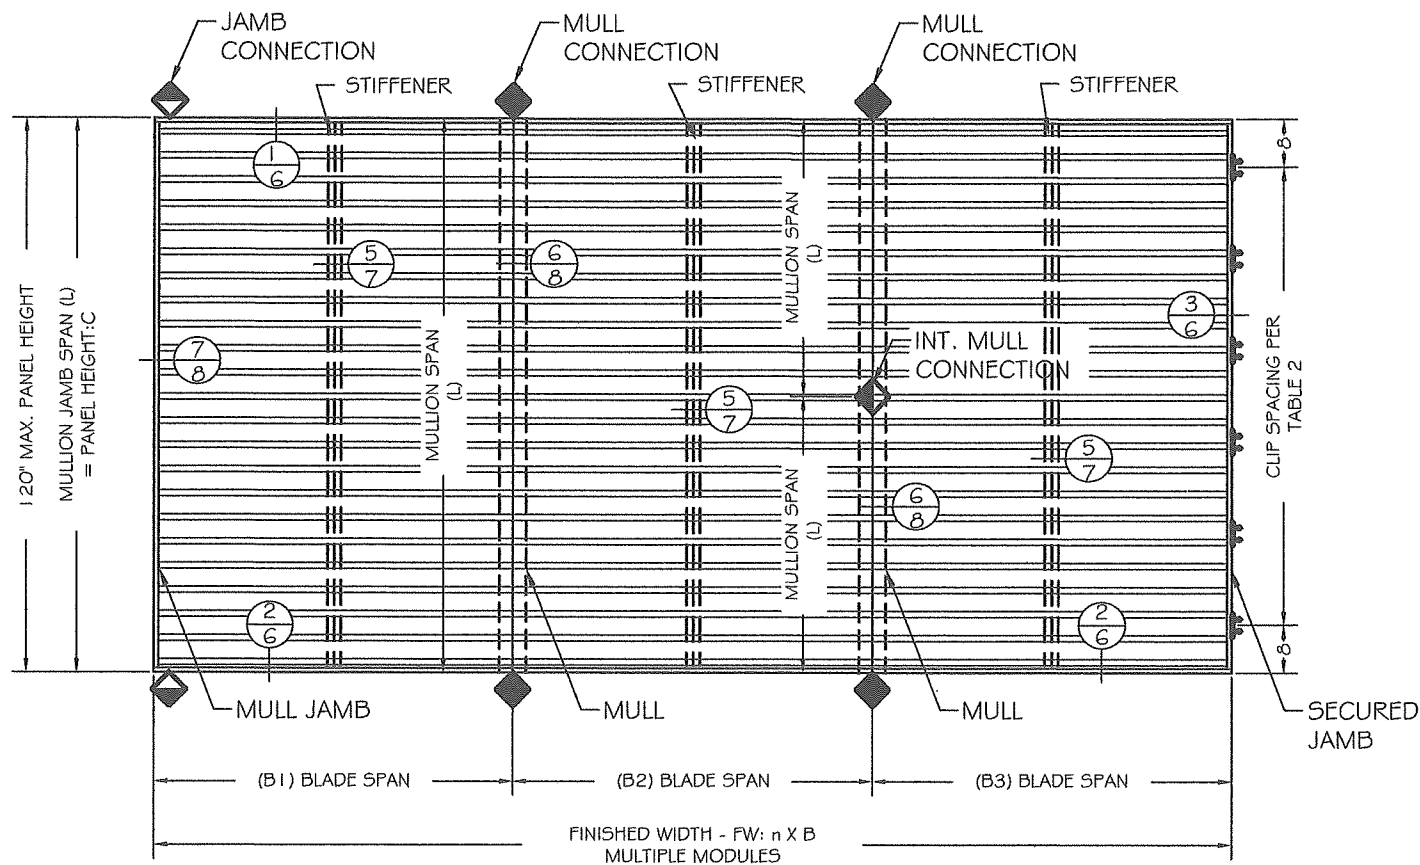 JAMB
CONNECTION
MULL
CONNECTION
MULL
CONNECTION
STIFFENER
STIFFENER
STIFFENER
120" MAX. PANEL HEIGHT
MULLION JAMB SPAN (L)
= PANEL HEIGHT:C
1
6
5
7
6
8
7
8
MULLION SPAN
(L)
MULLION SPAN
(L)
MULLION SPAN
(L)
3
6
INT. MULL
CONNECTION
5
7
5
7
6
8
2
6
2
6
8
CLIP SPACING PER
TABLE 2
8
MULL JAMB
MULL
MULL
SECURED
JAMB
(B1) BLADE SPAN
(B2) BLADE SPAN
(B3) BLADE SPAN
FINISHED WIDTH - FW: n X B
MULTIPLE MODULES